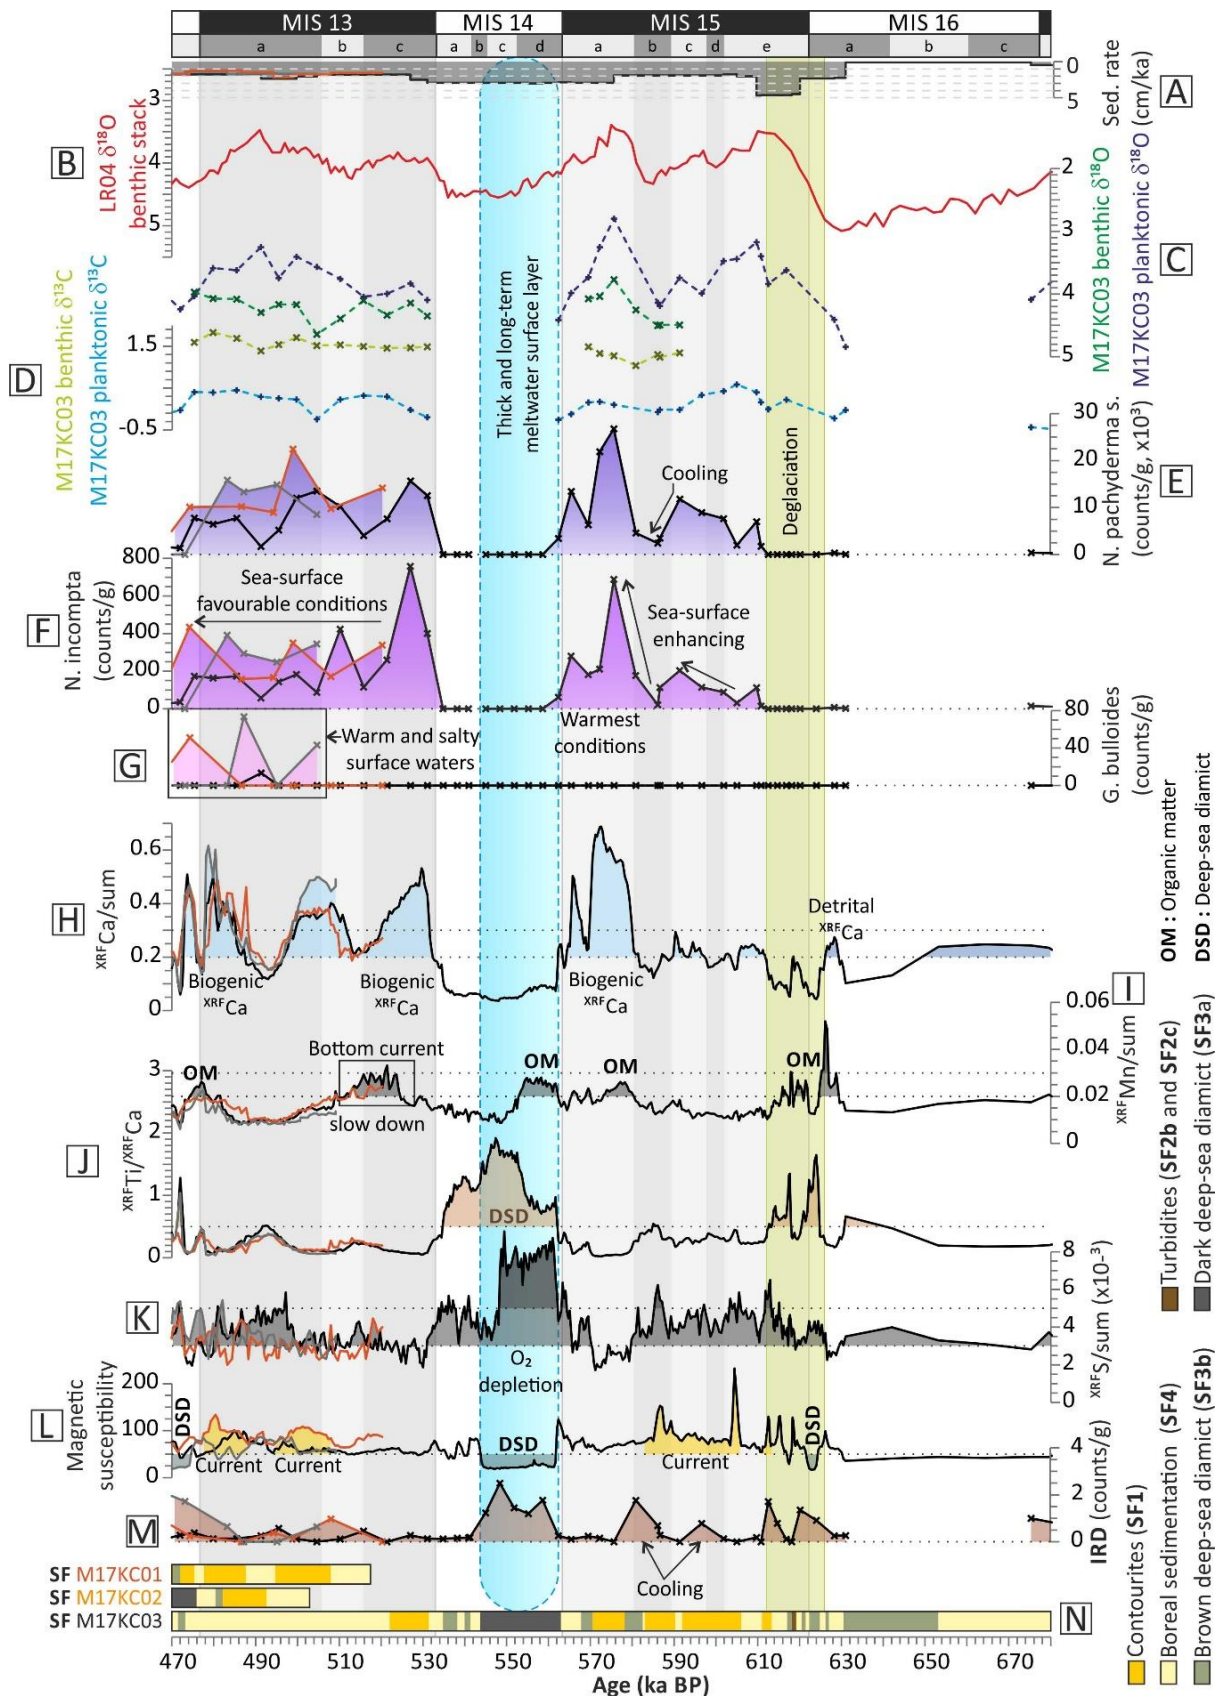 MIS 13 MIS 14 MIS 15 MIS 16
a b c a b c d a b c d e a b c
0
5
Sed. rate
(cm/ka)
A
3
4
5
B
LR04 δ¹⁸O
benthic stack
2
3
4
5
M17KC03 benthic δ¹⁸O
M17KC03 planktonic δ¹⁸O
C
D
M17KC03 benthic δ¹³C
M17KC03 planktonic δ¹³C
1.5
-0.5
Thick and long-term
meltwater surface layer
Deglaciation
Cooling
30
20
10
0
N. pachyderma s.
(counts/g, x10³)
E
800
600
400
200
0
F
N. incompta
(counts/g)
Sea-surface
favourable conditions
Sea-surface
enhancing
Warmest
conditions
80
40
0
G. bulloides
(counts/g)
G
Warm and salty
surface waters
H
XRFCa/sum
0.6
0.4
0.2
0
Biogenic
XRFCa
Biogenic
XRFCa
Biogenic
XRFCa
Detrital
XRFCa
I
0.06
0.04
0.02
0
XRFMn/sum
OM
Bottom current
slow down
OM
OM
OM
J
XRFTi/XRFCa
3
2
1
0
DSD
8
6
4
2
0
XRFS/sum (x10⁻³)
K
O₂
depletion
L
Magnetic
susceptibility
200
100
0
DSD
Current
Current
DSD
Current
DSD
M
4
2
0
IRD (counts/g)
Cooling
SF M17KC01
SF M17KC02
SF M17KC03
N
470 490 510 530 550 570 590 610 630 650 670
Age (ka BP)
OM : Organic matter
DSD : Deep-sea diamict
Turbidites (SF2b and SF2c)
Dark deep-sea diamict (SF3a)
Contourites (SF1)
Boreal sedimentation (SF4)
Brown deep-sea diamict (SF3b)